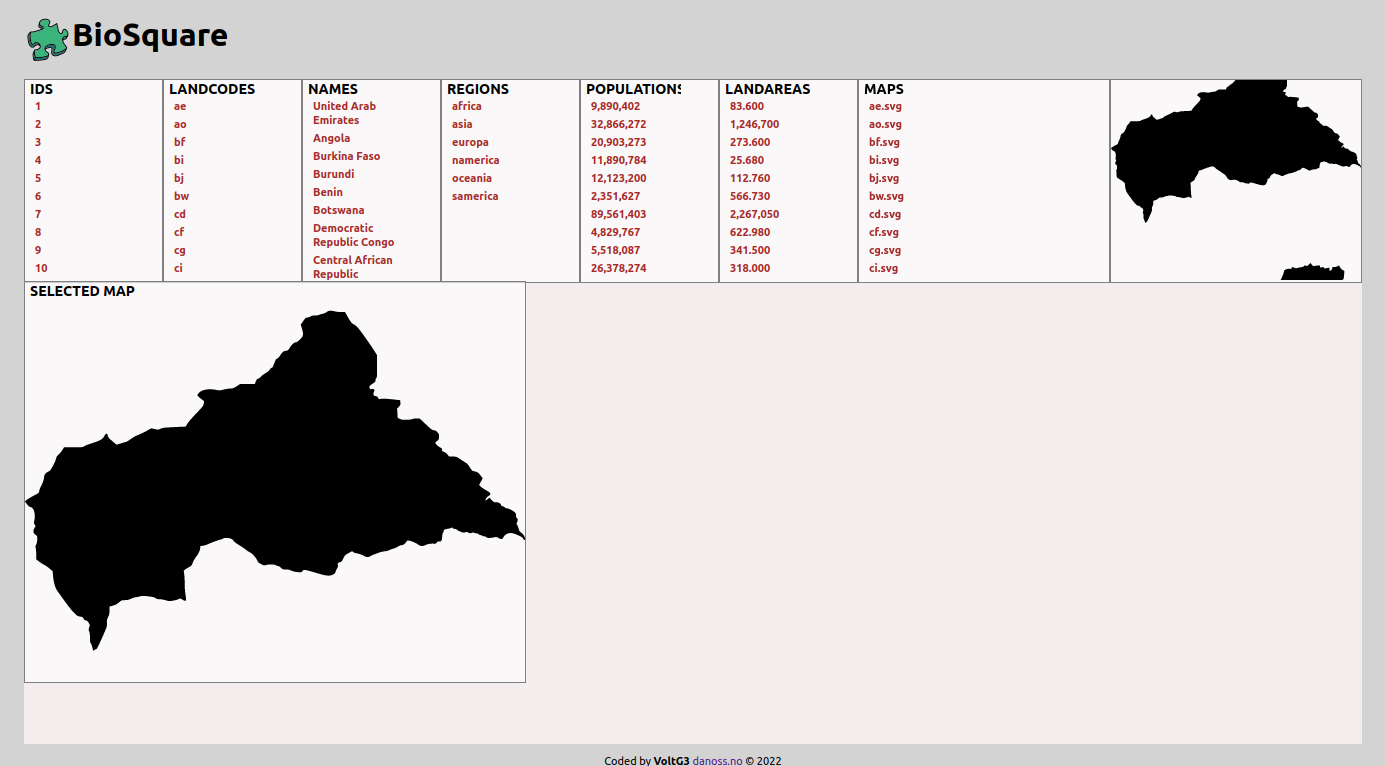 BioSquare
IDS
1
2
3
4
5
6
7
8
9
10
LANDCODES
ae
ao
bf
bi
bj
bw
cd
cf
cg
ci
NAMES
United Arab
Emirates
Angola
Burkina Faso
Burundi
Benin
Botswana
Democratic
Republic Congo
Central African
Republic
REGIONS
africa
asia
europa
namerica
oceania
samerica
POPULATIONS
9,890,402
32,866,272
20,903,273
11,890,784
12,123,200
2,351,627
89,561,403
4,829,767
5,518,087
26,378,274
LANDAREAS
83.600
1,246,700
273.600
25.680
112.760
566.730
2,267,050
622.980
341.500
318.000
MAPS
ae.svg
ao.svg
bf.svg
bi.svg
bj.svg
bw.svg
cd.svg
cf.svg
cg.svg
ci.svg
SELECTED MAP
Coded by VoltG3 danoss.no © 2022